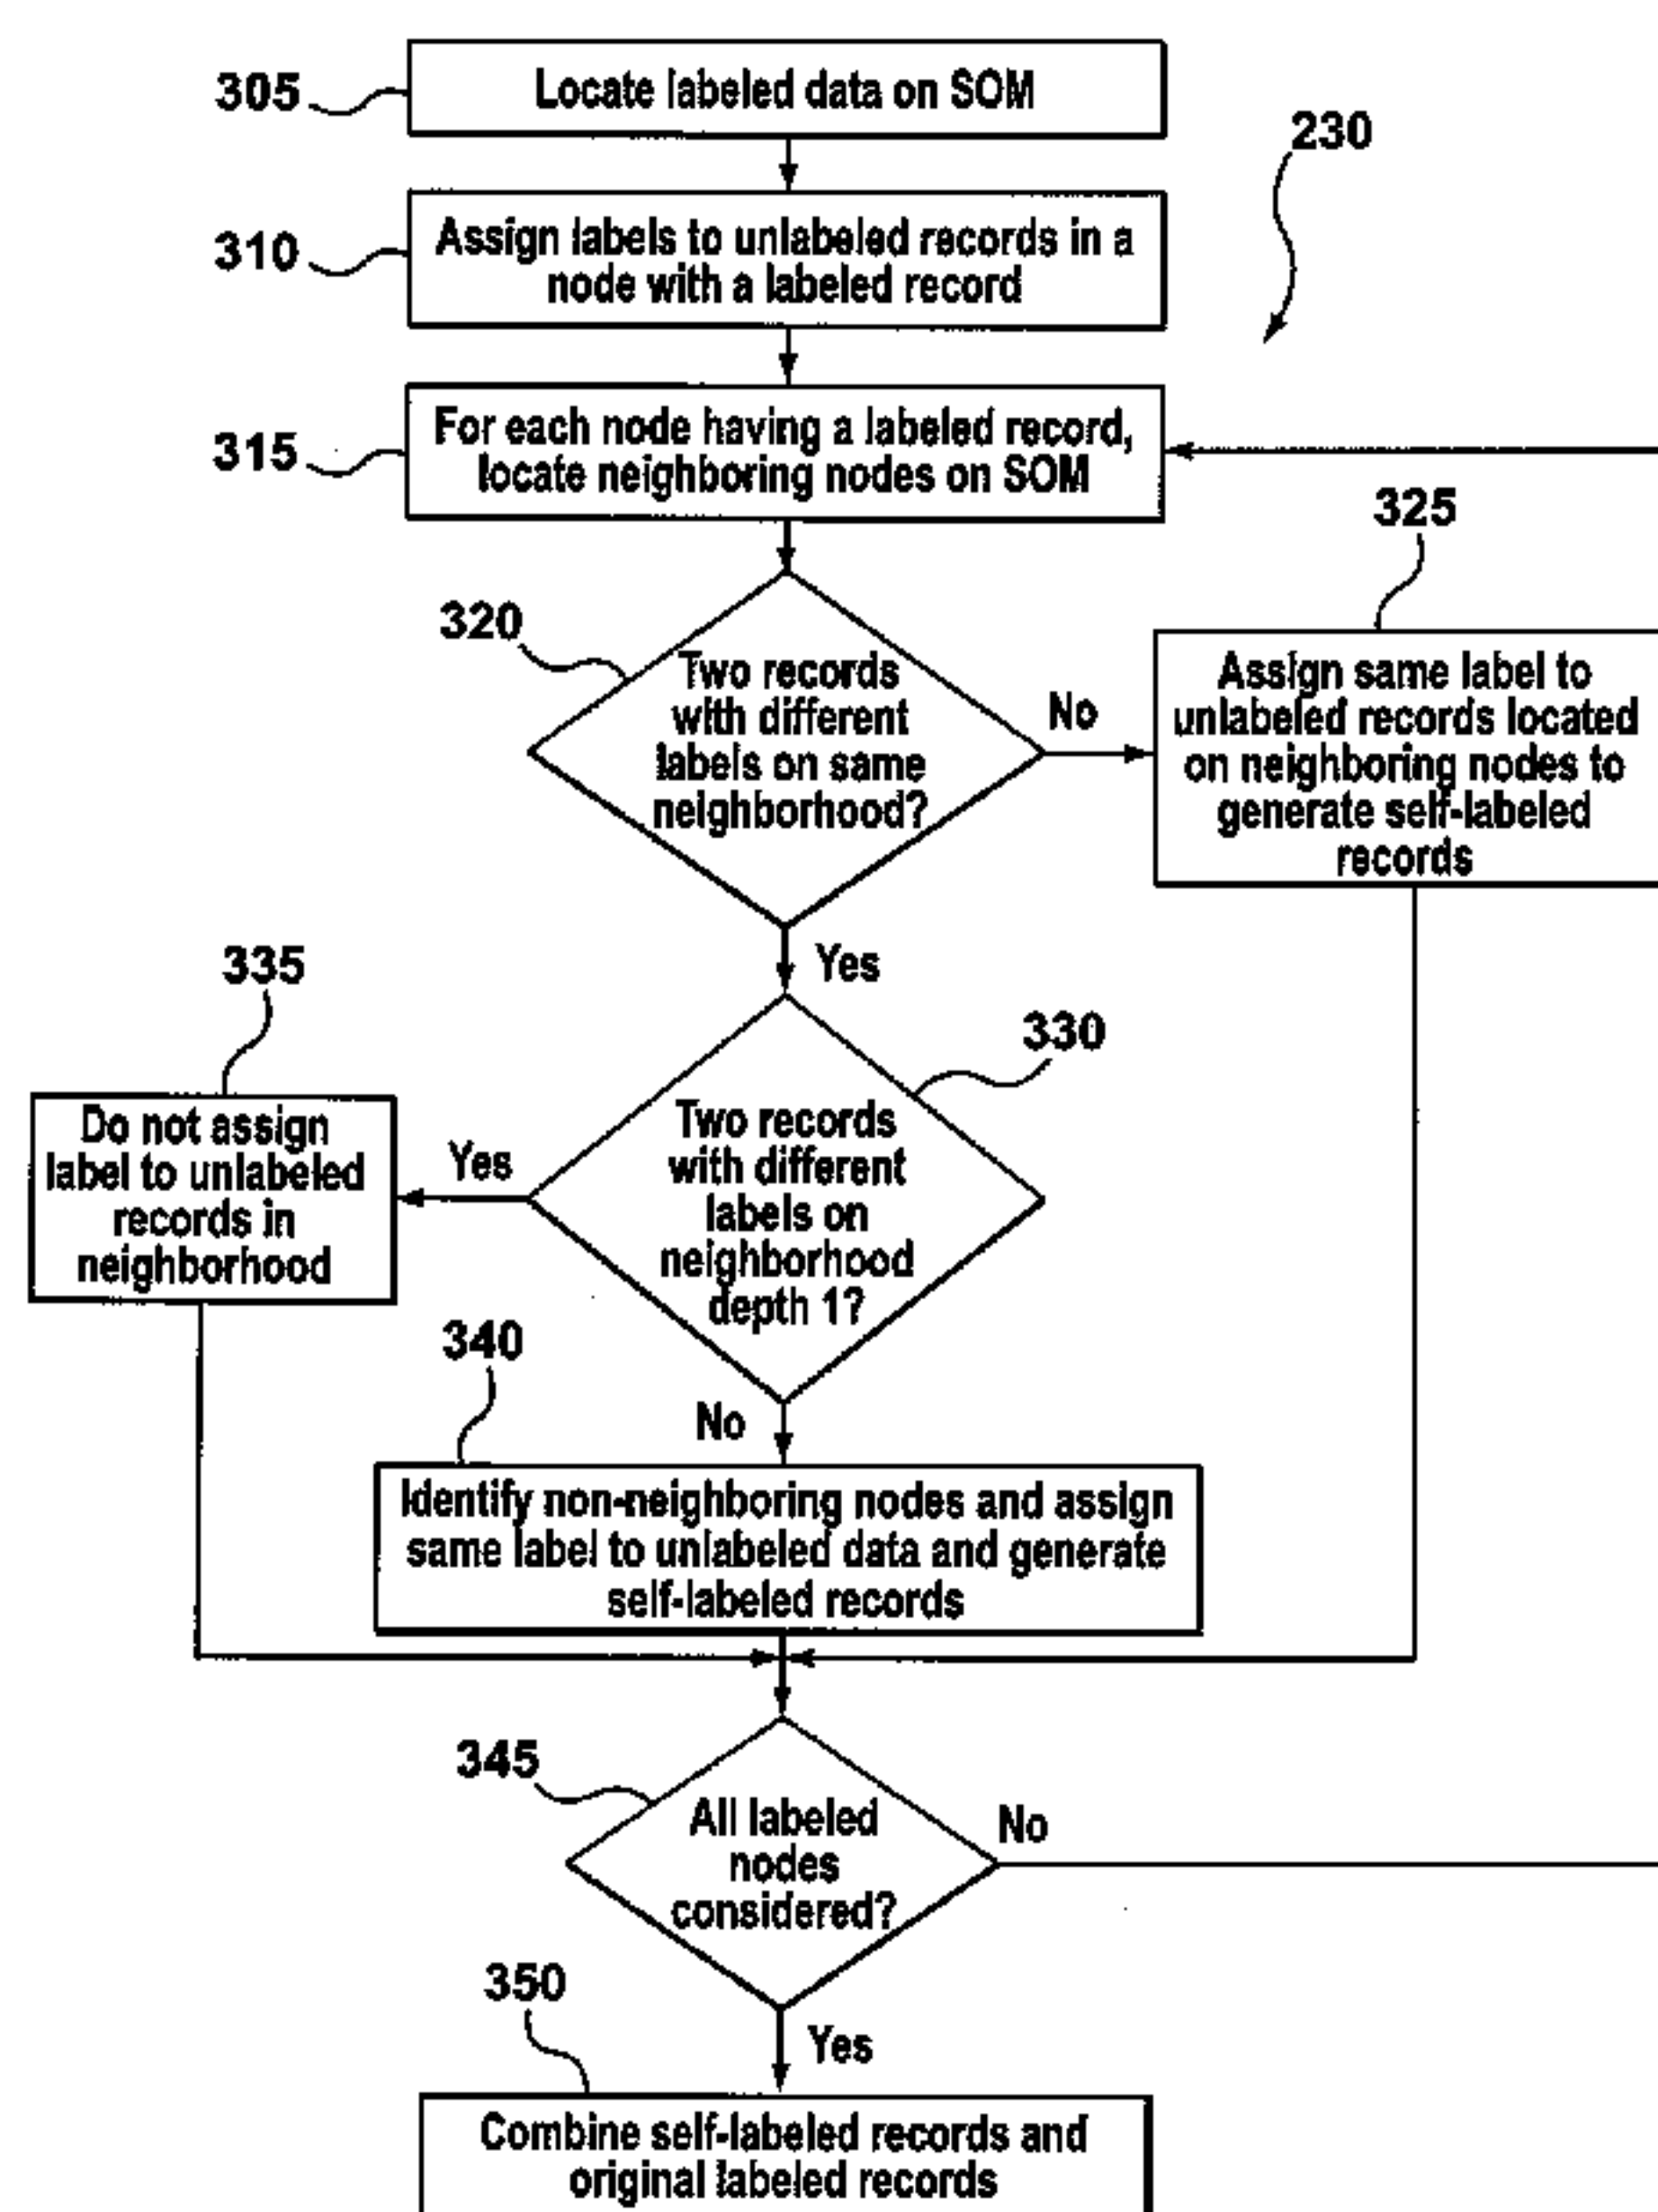 305
Locate labeled data on SOM
230
310
Assign labels to unlabeled records in a
node with a labeled record
315
For each node having a labeled record,
locate neighboring nodes on SOM
325
320
Two records
with different
labels on same
neighborhood?
No
Assign same label to
unlabeled records located
on neighboring nodes to
generate self-labeled
records
Yes
335
330
Do not assign
label to unlabeled
records in
neighborhood
Yes
Two records
with different
labels on
neighborhood
depth 1?
340
No
Identify non-neighboring nodes and assign
same label to unlabeled data and generate
self-labeled records
345
All labeled
nodes
considered?
No
350
Yes
Combine self-labeled records and
original labeled records